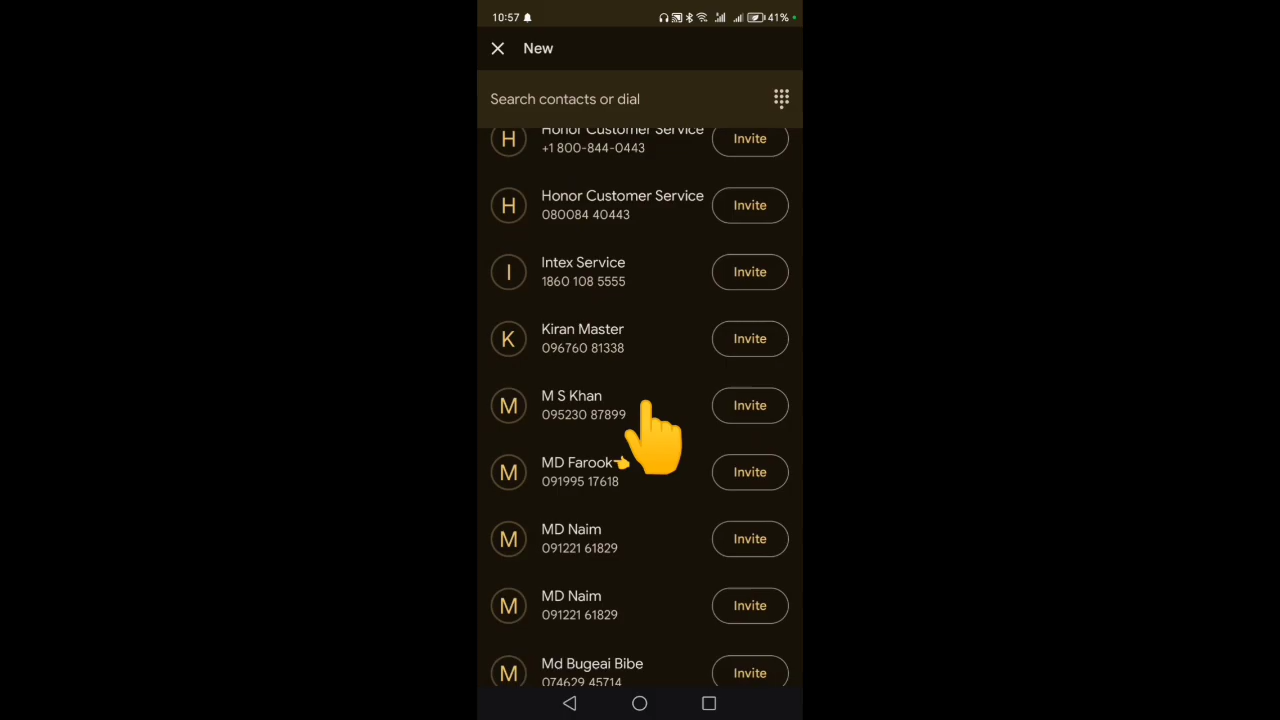 10:57
41%
New
Search contacts or dial
H
Honor Customer Service
+1 800-844-0443
Invite
H
Honor Customer Service
080084 40443
Invite
I
Intex Service
1860 108 5555
Invite
K
Kiran Master
096760 81338
Invite
M
M S Khan
095230 87899
Invite
M
MD Farook👈
091995 17618
Invite
M
MD Naim
091221 61829
Invite
M
MD Naim
091221 61829
Invite
M
Md Bugeai Bibe
074629 45714
Invite